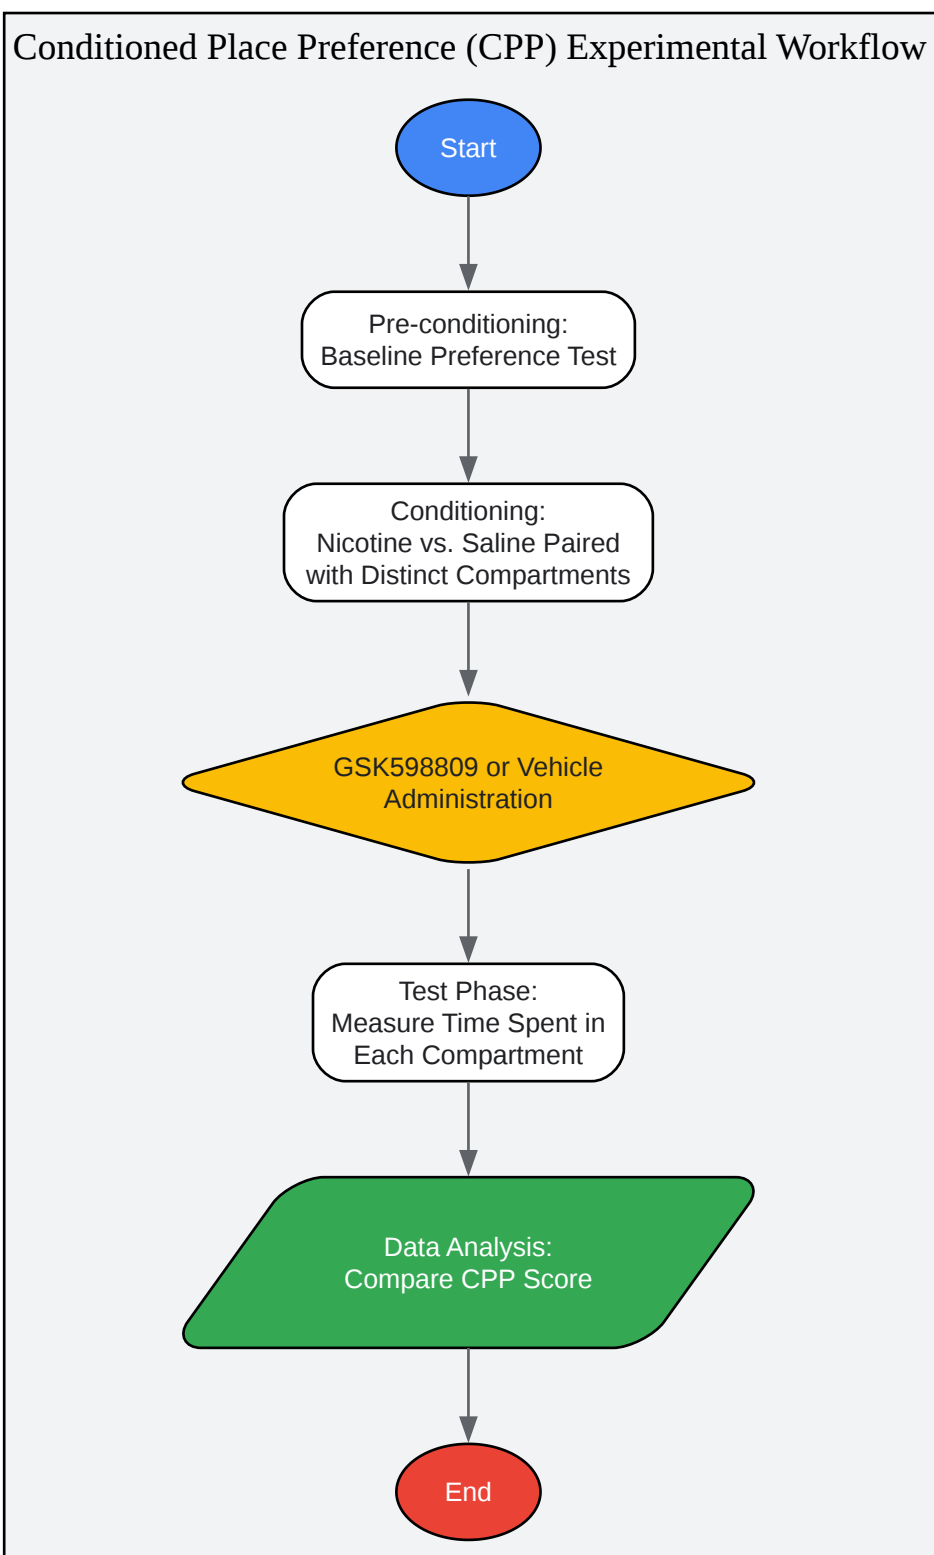 Conditioned Place Preference (CPP) Experimental Workflow
Start
Pre-conditioning:
Baseline Preference Test
Conditioning:
Nicotine vs. Saline Paired
with Distinct Compartments
GSK598809 or Vehicle
Administration
Test Phase:
Measure Time Spent in
Each Compartment
Data Analysis:
Compare CPP Score
End